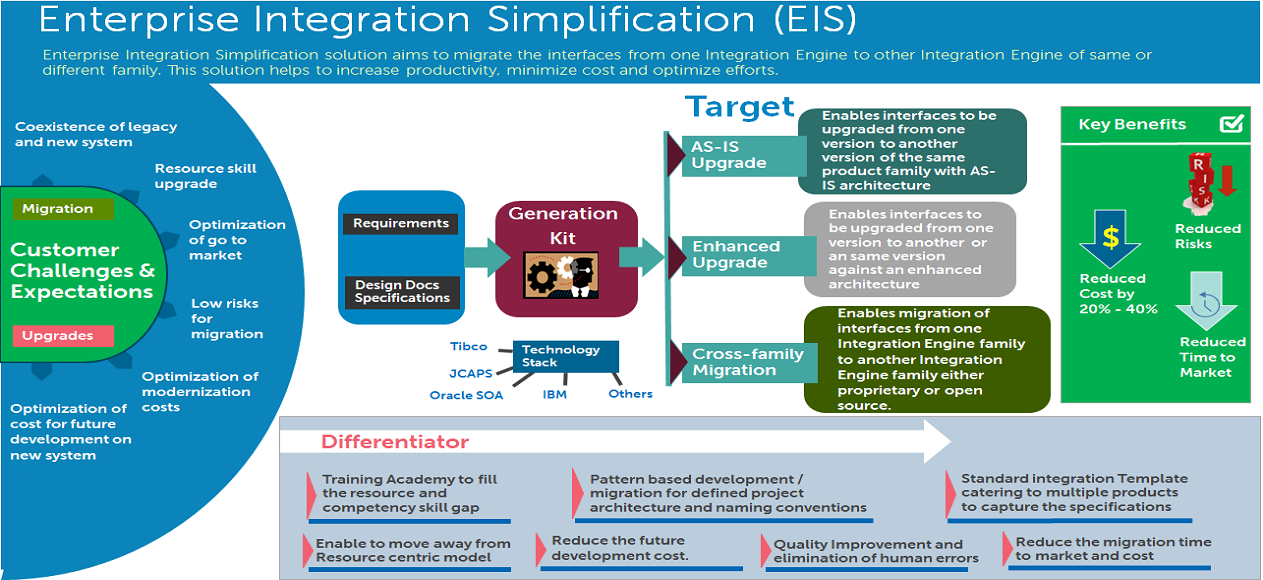 Enterprise Integration Simplification (EIS)
Enterprise Integration Simplification solution aims to migrate the interfaces from one Integration Engine to other Integration Engine of same or
different family. This solution helps to increase productivity, minimize cost and optimize efforts.
Coexistence of legacy
and new system
Resource skill
upgrade
Migration
Optimization
of go to
market
Customer
Challenges &
Expectations
Low risks
for
migration
Upgrades
Optimization of
modernization
costs
Optimization of
cost for future
development on
new system
Requirements
Design Docs
Specifications
Generation
Kit
Technology
Stack
Tibco
JCAPS
Oracle SOA
IBM
Others
Target
AS-IS
Upgrade
Enables interfaces to be
upgraded from one
version to another
version of the same
product family with AS-
IS architecture
Enhanced
Upgrade
Enables interfaces to
be upgraded from one
version to another or
an same version
against an enhanced
architecture
Cross-family
Migration
Enables migration of
interfaces from one
Integration Engine family
to another Integration
Engine family either
proprietary or open
source.
Key Benefits
R
I
S
K
Reduced
Risks
$
Reduced
Cost by
20% - 40%
Reduced
Time to
Market
Differentiator
Training Academy to fill
the resource and
competency skill gap
Pattern based development /
migration for defined project
architecture and naming conventions
Standard integration Template
catering to multiple products
to capture the specifications
Enable to move away from
Resource centric model
Reduce the future
development cost.
Quality Improvement and
elimination of human errors
Reduce the migration time
to market and cost